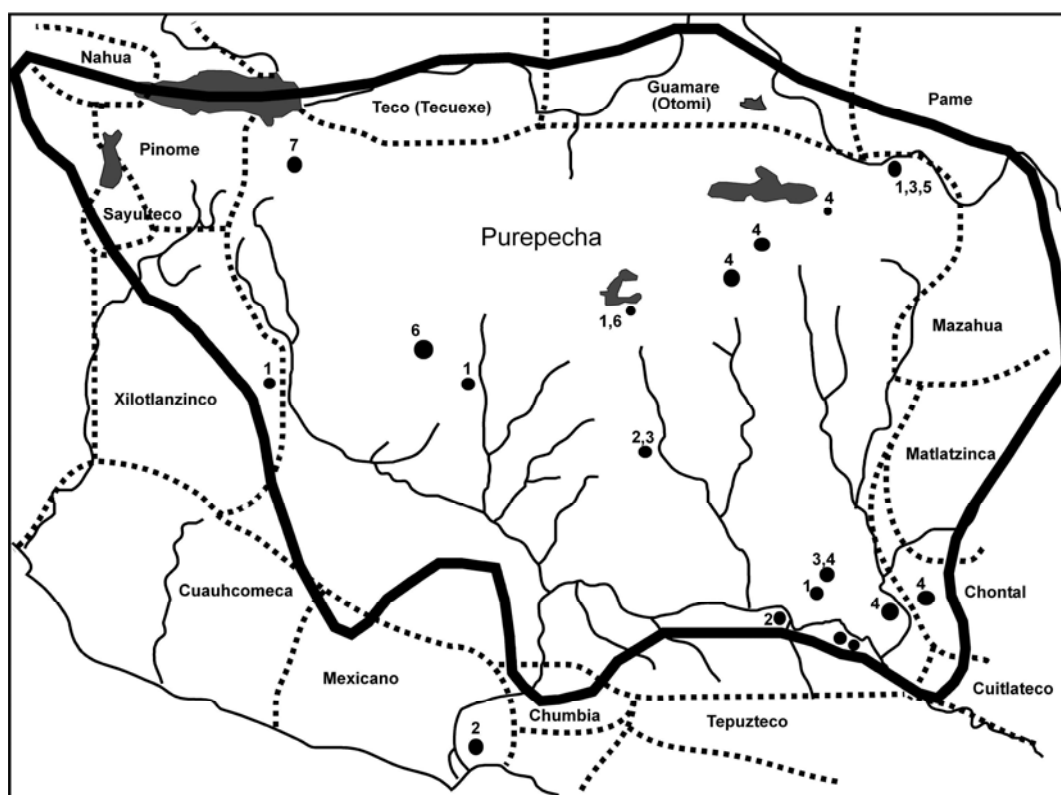 Nahua
Teco (Tecuexe)
Guamare
(Otomi)
Pame
Pinome
7
1,3,5
Sayulteco
4
Purepecha
4
4
1,6
Mazahua
6
1
1
Xilotlanzinco
2,3
Matlatzinca
Cuauhcomeca
3,4
1
4
4
Chontal
2
Mexicano
Cuitlateco
Chumbia
Tepuzteco
2